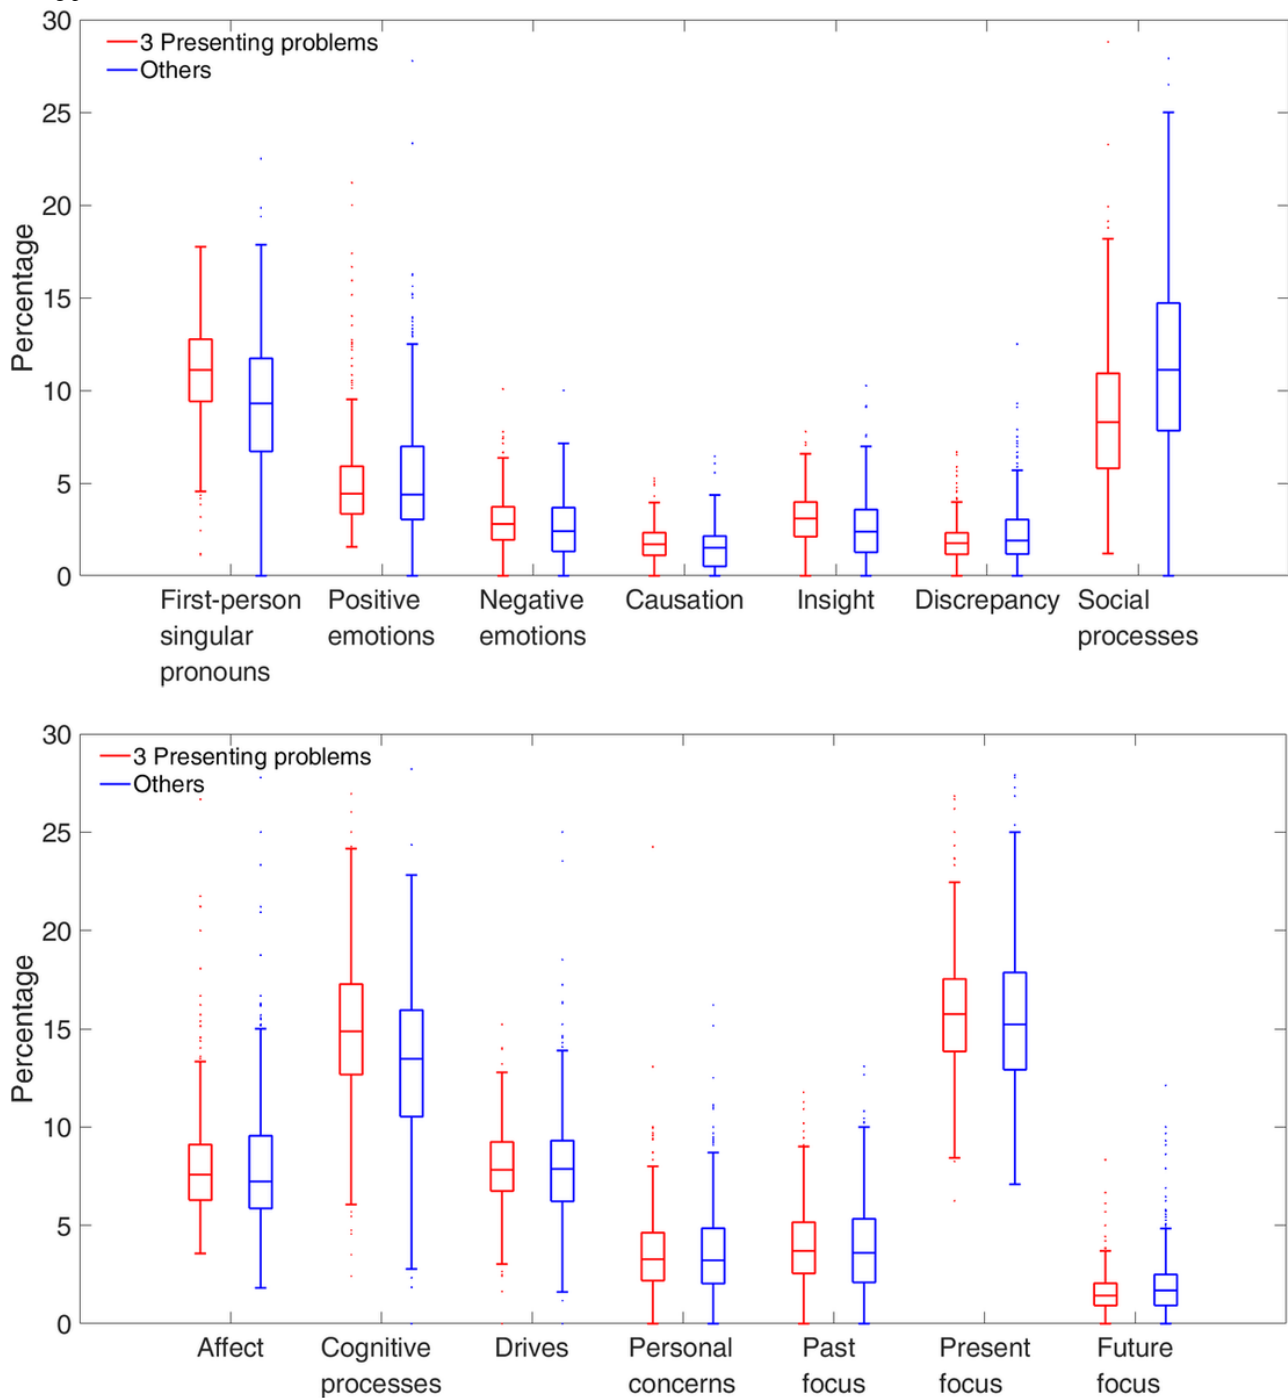 30
3 Presenting problems
Others
25
20
15
10
5
0
Percentage
First-person Positive Negative Causation Insight Discrepancy Social
singular emotions emotions processes
pronouns
30
3 Presenting problems
Others
25
20
15
10
5
0
Percentage
Affect Cognitive Drives Personal Past Present Future
processes concerns focus focus focus